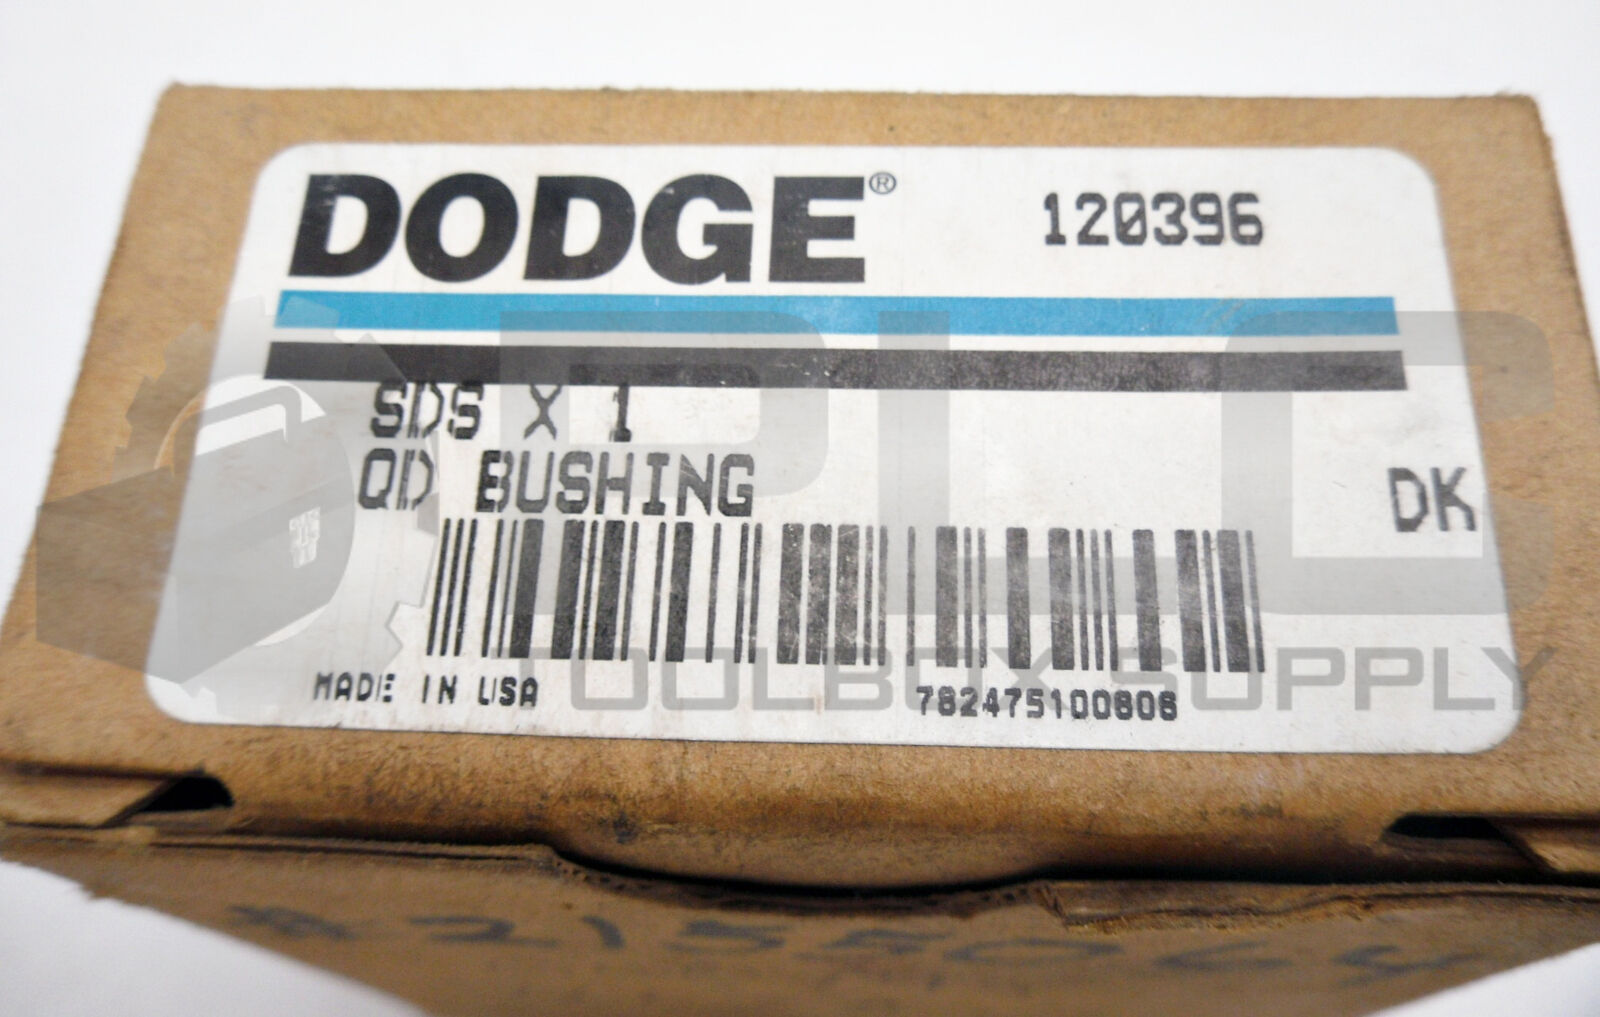 DODGE®
120396
SDS X 1
QD BUSHING
DK
MADE IN USA
782475100806
PLC
TOOLBOX SUPPLY